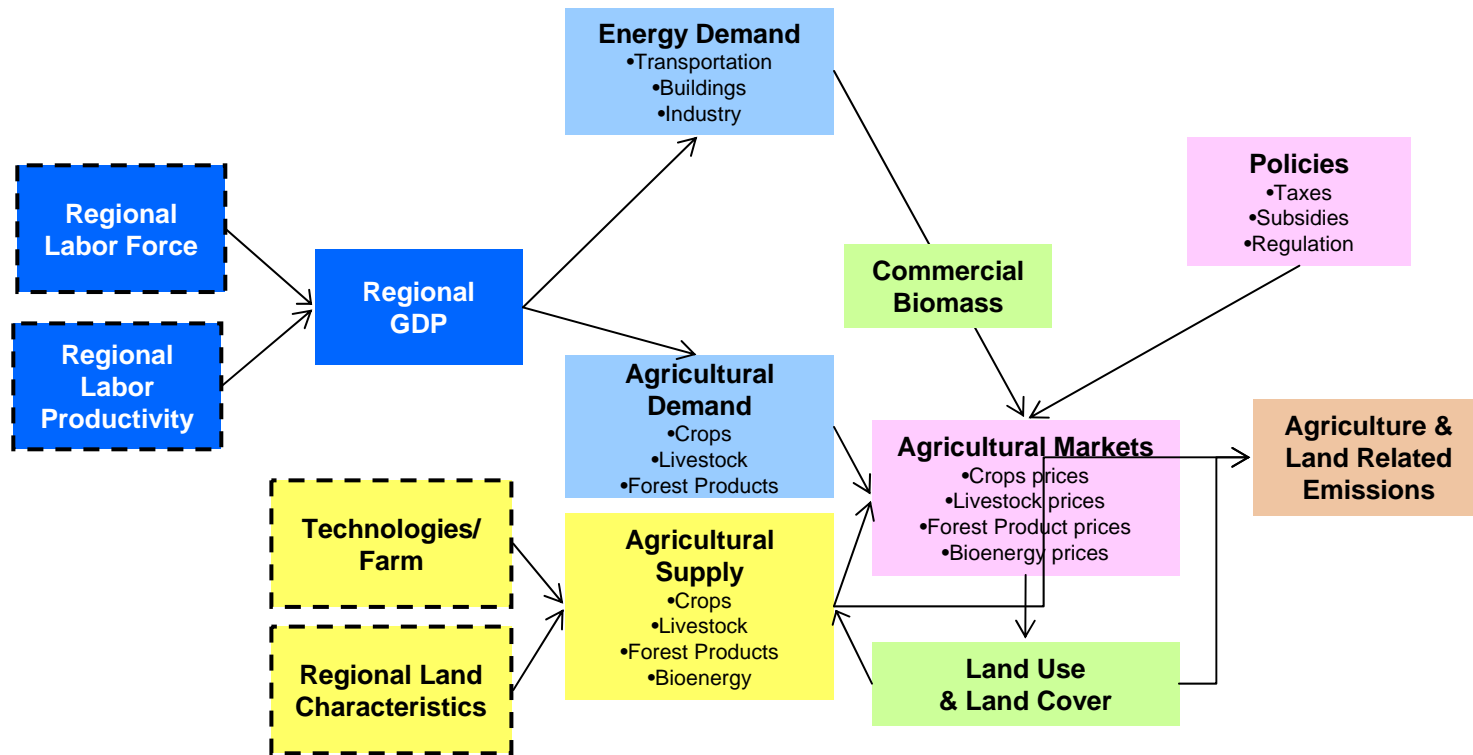 Energy Demand
•Transportation
•Buildings
•Industry
Policies
•Taxes
•Subsidies
•Regulation
Regional
Labor Force
Regional
GDP
Commercial
Biomass
Regional
Labor
Productivity
Agricultural
Demand
•Crops
•Livestock
•Forest Products
Agricultural Markets
•Crops prices
•Livestock prices
•Forest Product prices
•Bioenergy prices
Agriculture &
Land Related
Emissions
Technologies/
Farm
Agricultural
Supply
•Crops
•Livestock
•Forest Products
•Bioenergy
Regional Land
Characteristics
Land Use
& Land Cover